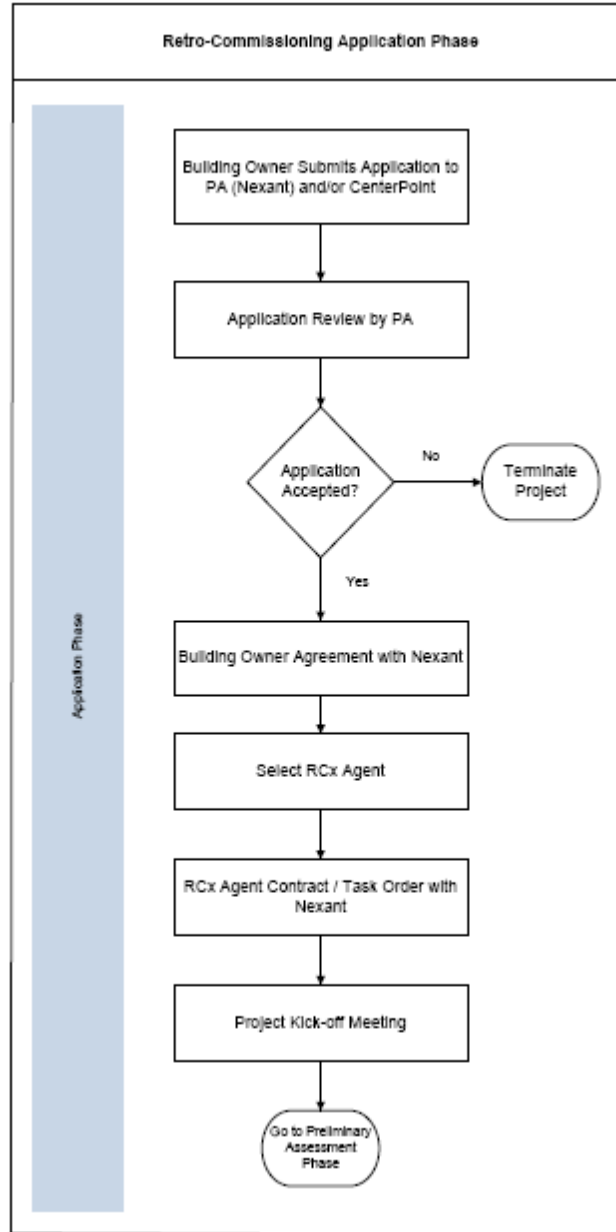 Retro-Commissioning Application Phase
Building Owner Submits Application to
PA (Nexant) and/or CenterPoint
Application Review by PA
Application
Accepted?
No
Terminate
Project
Yes
Application Phase
Building Owner Agreement with Nexant
Select RCx Agent
RCx Agent Contract / Task Order with
Nexant
Project Kick-off Meeting
Go to Preliminary
Assessment
Phase